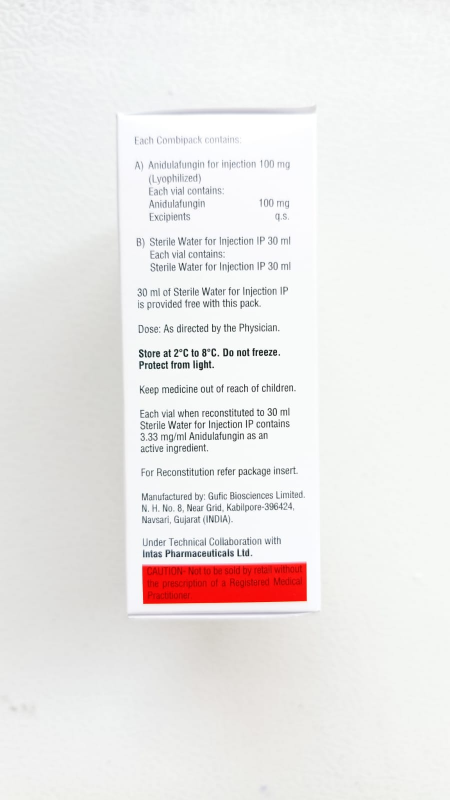 Each Combipack contains:
A) Anidulafungin for injection 100 mg
(Lyophilized)
Each vial contains:
Anidulafungin 100 mg
Excipients q.s.
B) Sterile Water for Injection IP 30 ml
Each vial contains:
Sterile Water for Injection IP 30 ml
30 ml of Sterile Water for Injection IP
is provided free with this pack.
Dose: As directed by the Physician.
Store at 2°C to 8°C. Do not freeze.
Protect from light.
Keep medicine out of reach of children.
Each vial when reconstituted to 30 ml
Sterile Water for Injection IP contains
3.33 mg/ml Anidulafungin as an
active ingredient.
For Reconstitution refer package insert.
Manufactured by: Gufic Biosciences Limited.
N. H. No. 8, Near Grid, Kabilpore-396424,
Navsari, Gujarat (INDIA).
Under Technical Collaboration with
Intas Pharmaceuticals Ltd.
CAUTION- Not to be sold by retail without
the prescription of a Registered Medical
Practitioner.